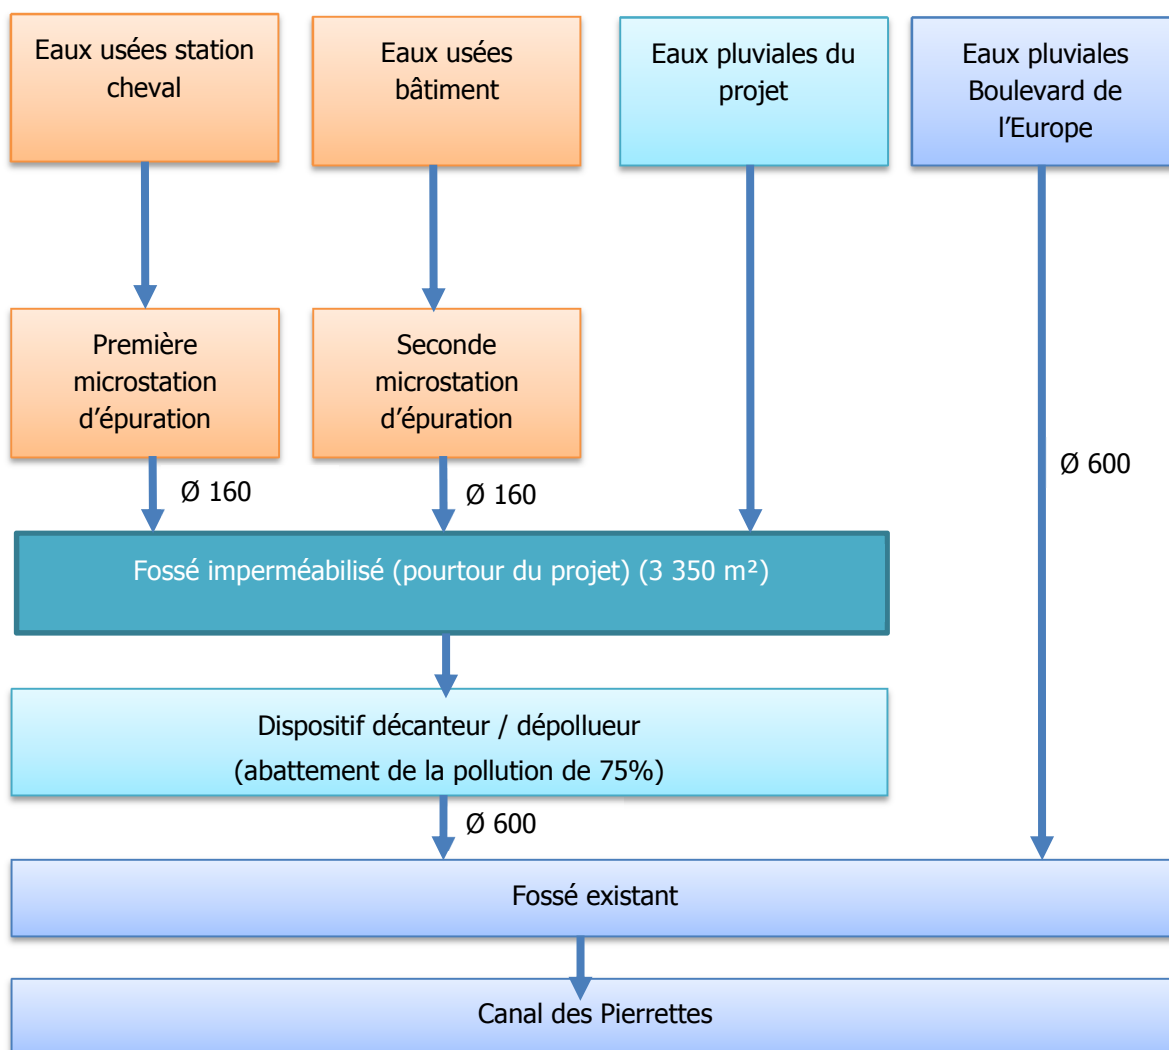 Eaux usées station
cheval
Eaux usées
bâtiment
Eaux pluviales du
projet
Eaux pluviales
Boulevard de
l’Europe
Première
microstation
d’épuration
Seconde
microstation
d’épuration
Ø 600
Ø 160
Ø 160
Fossé imperméabilisé (pourtour du projet) (3 350 m²)
Dispositif décanteur / dépollueur
(abattement de la pollution de 75%)
Ø 600
Fossé existant
Canal des Pierrettes